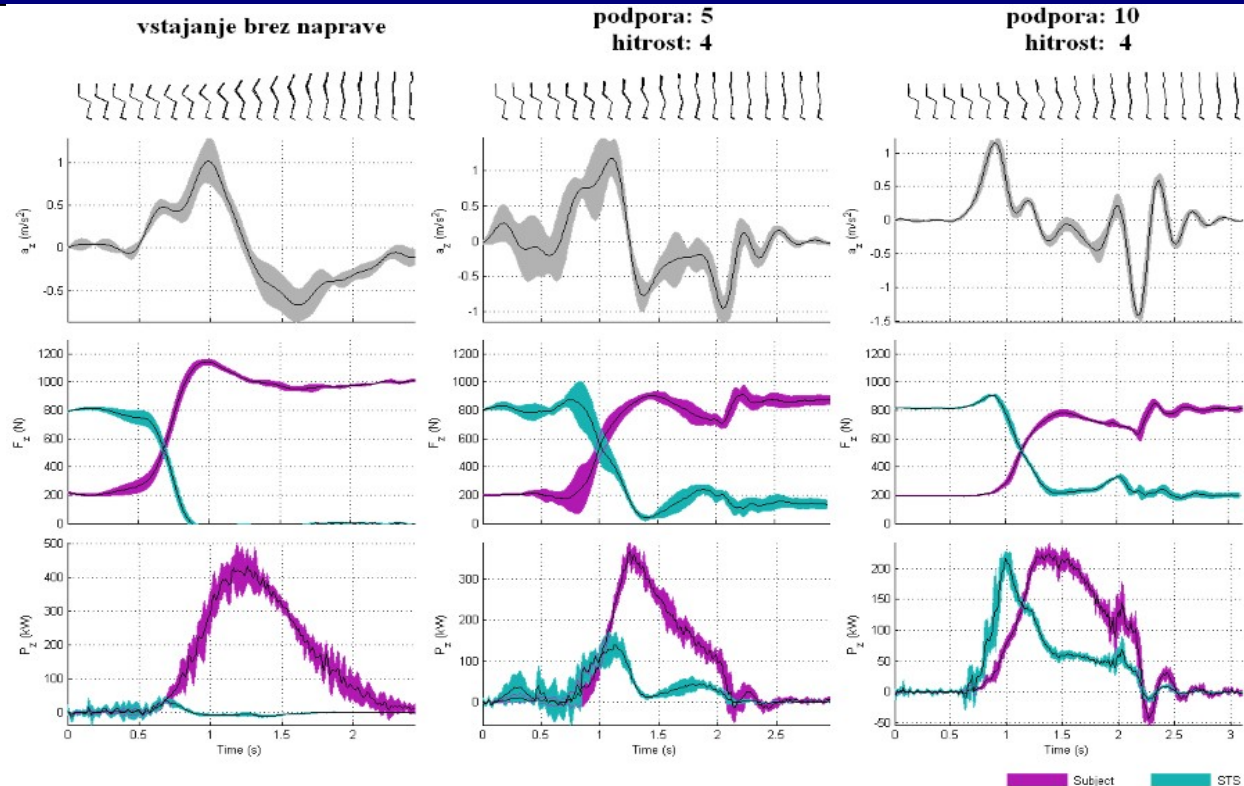 vstajanje brez naprave
podpora: 5
hitrost: 4
podpora: 10
hitrost: 4
1
0.5
0
-0.5
a_z (m/s²)
1
0.5
0
-0.5
-1
a_z (m/s²)
1
0.5
0
-0.5
-1
-1.5
a_z (m/s²)
1200
1000
800
600
400
200
0
F_z (N)
1200
1000
800
600
400
200
0
F_z (N)
1200
1000
800
600
400
200
0
F_z (N)
500
400
300
200
100
0
P_z (kW)
0 0.5 1 1.5 2
Time (s)
300
200
100
0
P_z (kW)
0 0.5 1 1.5 2 2.5
Time (s)
200
150
100
50
0
-50
P_z (kW)
0 0.5 1 1.5 2 2.5 3
Time (s)
Subject STS